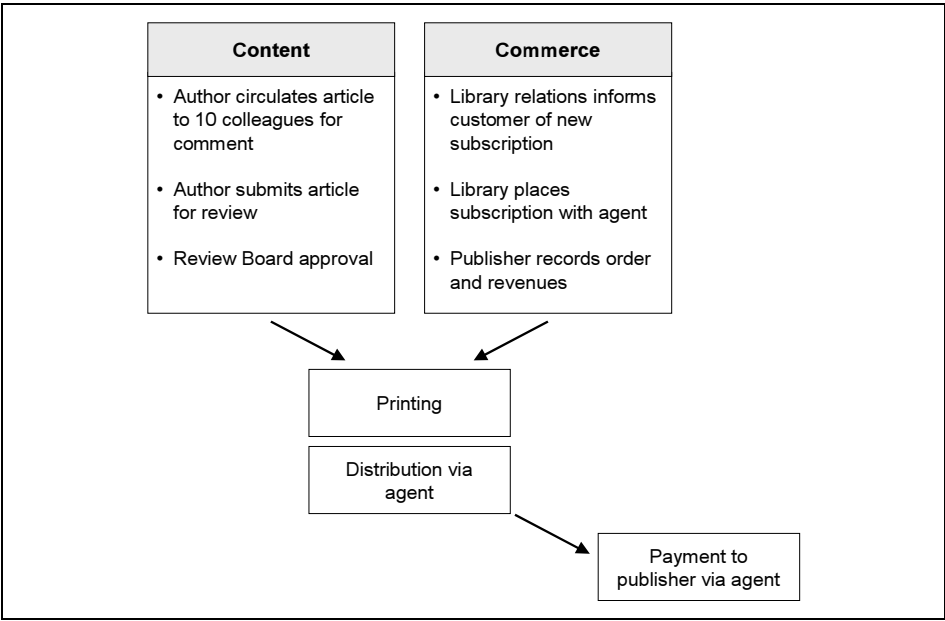 Content
• Author circulates article
to 10 colleagues for
comment
• Author submits article
for review
• Review Board approval
Commerce
• Library relations informs
customer of new
subscription
• Library places
subscription with agent
• Publisher records order
and revenues
Printing
Distribution via
agent
Payment to
publisher via agent